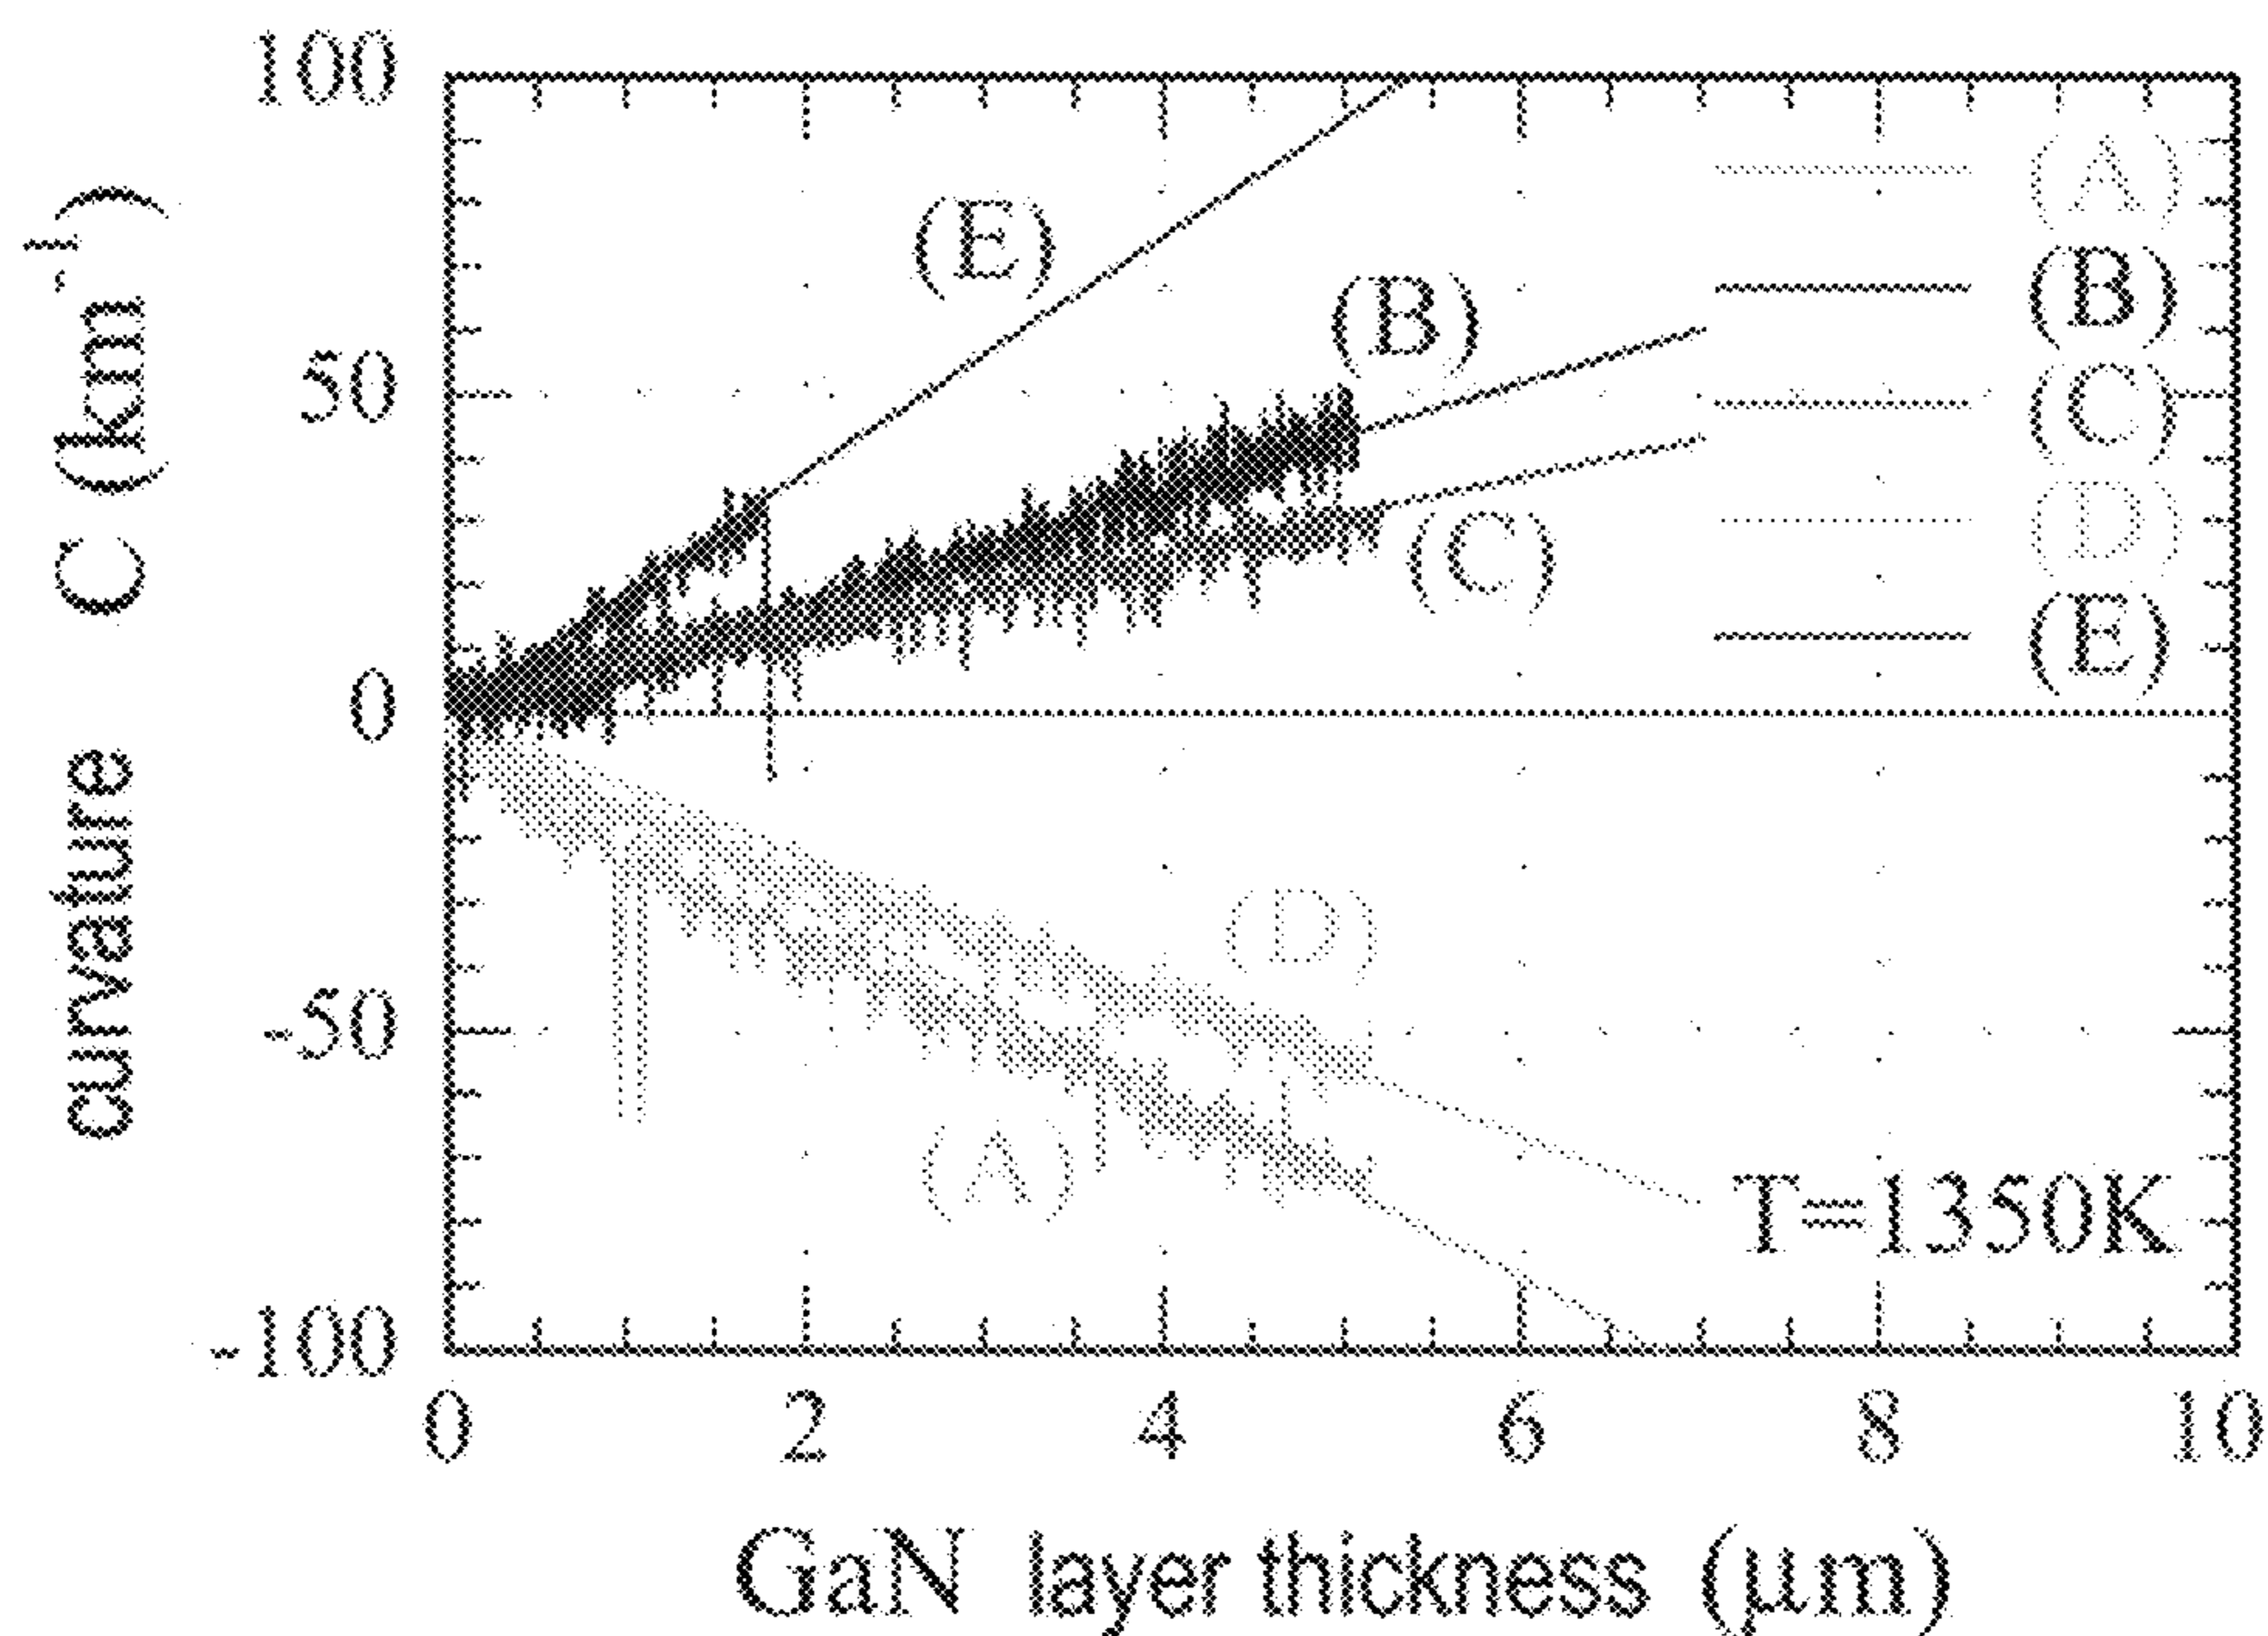 100
50
0
-50
-100
curvature C (km⁻¹)
(E)
(B)
(C)
(D)
(A)
(A)
(B)
(C)
(D)
(E)
T=1350K
0 2 4 6 8 10
GaN layer thickness (μm)